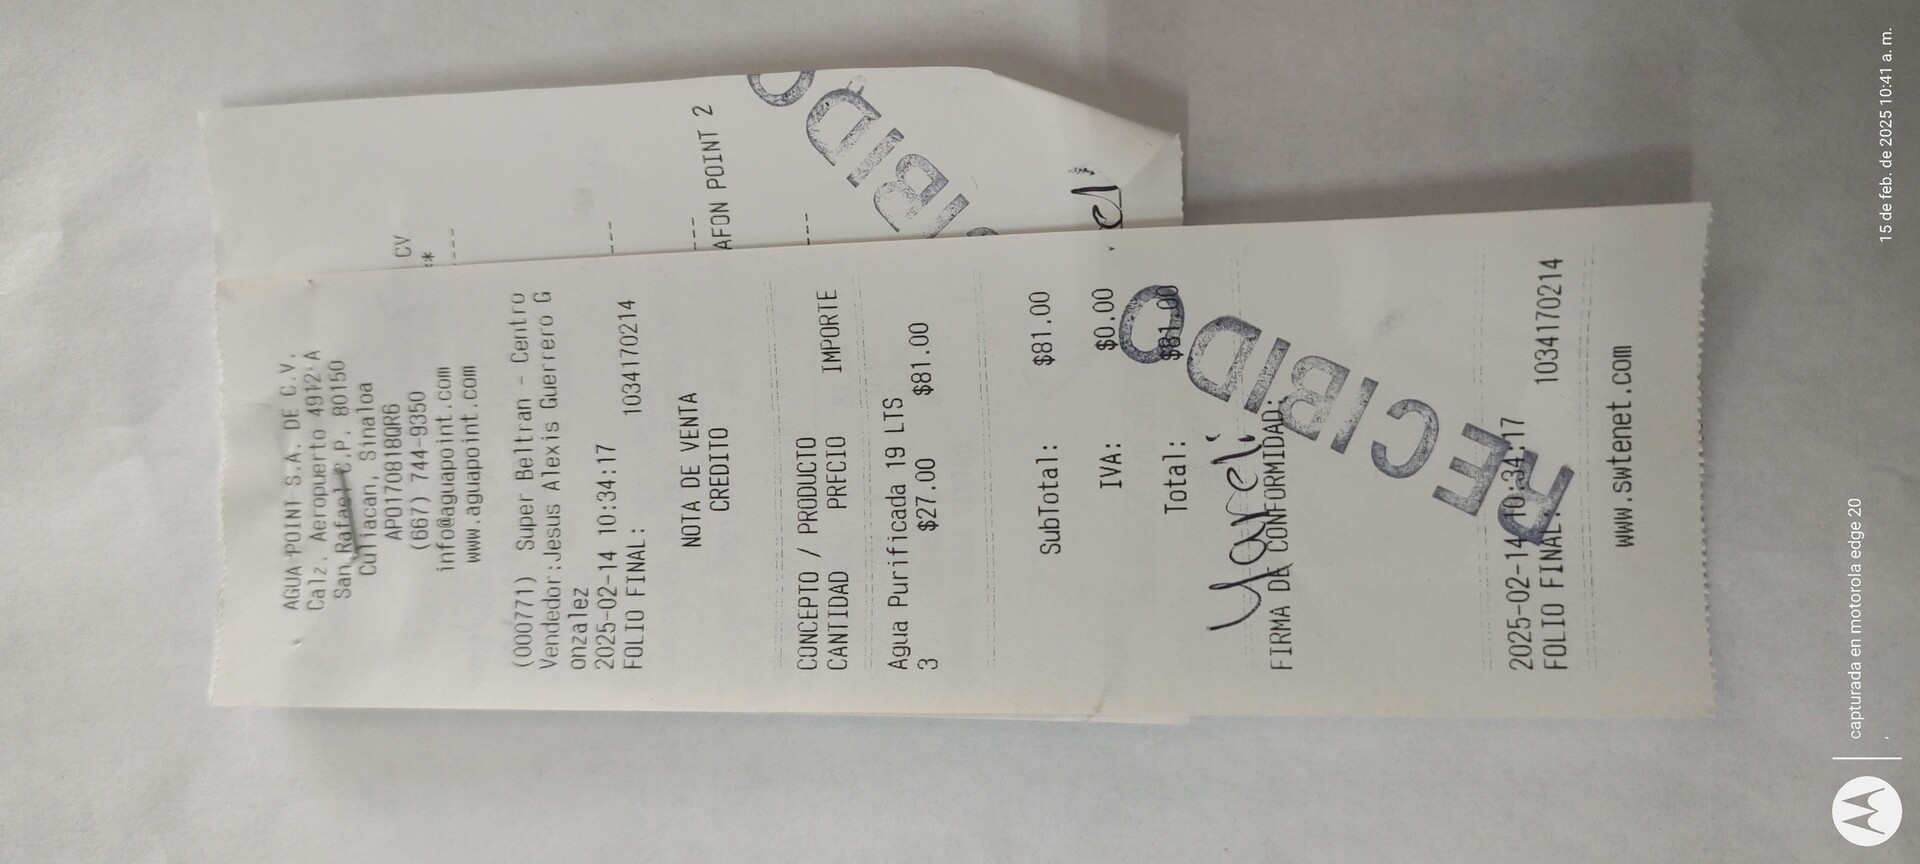 AGUA POINT S.A. DE C.V.
Calz. Aeropuerto 4912 A
San Rafael C.P. 80150
Culiacan, Sinaloa
APO170818QR6
(667) 744-9350
info@aguapoint.com
www.aguapoint.com
(000771) Super Beltran - Centro
Vendedor:Jesus Alexis Guerrero G
onzalez
2025-02-14 10:34:17
FOLIO FINAL: 1034170214
NOTA DE VENTA
CREDITO
CONCEPTO / PRODUCTO
CANTIDAD PRECIO IMPORTE
Agua Purificada 19 LTS
3 $27.00 $81.00
SubTotal: $81.00
IVA: $0.00
Total: $81.00
Yareli
FIRMA DE CONFORMIDAD:
RECIBIDO
2025-02-14 10:34:17
FOLIO FINAL: 1034170214
www.swtenet.com
CV
AFON POINT 2
IBIDO
capturada en motorola edge 20
15 de feb. de 2025 10:41 a. m.